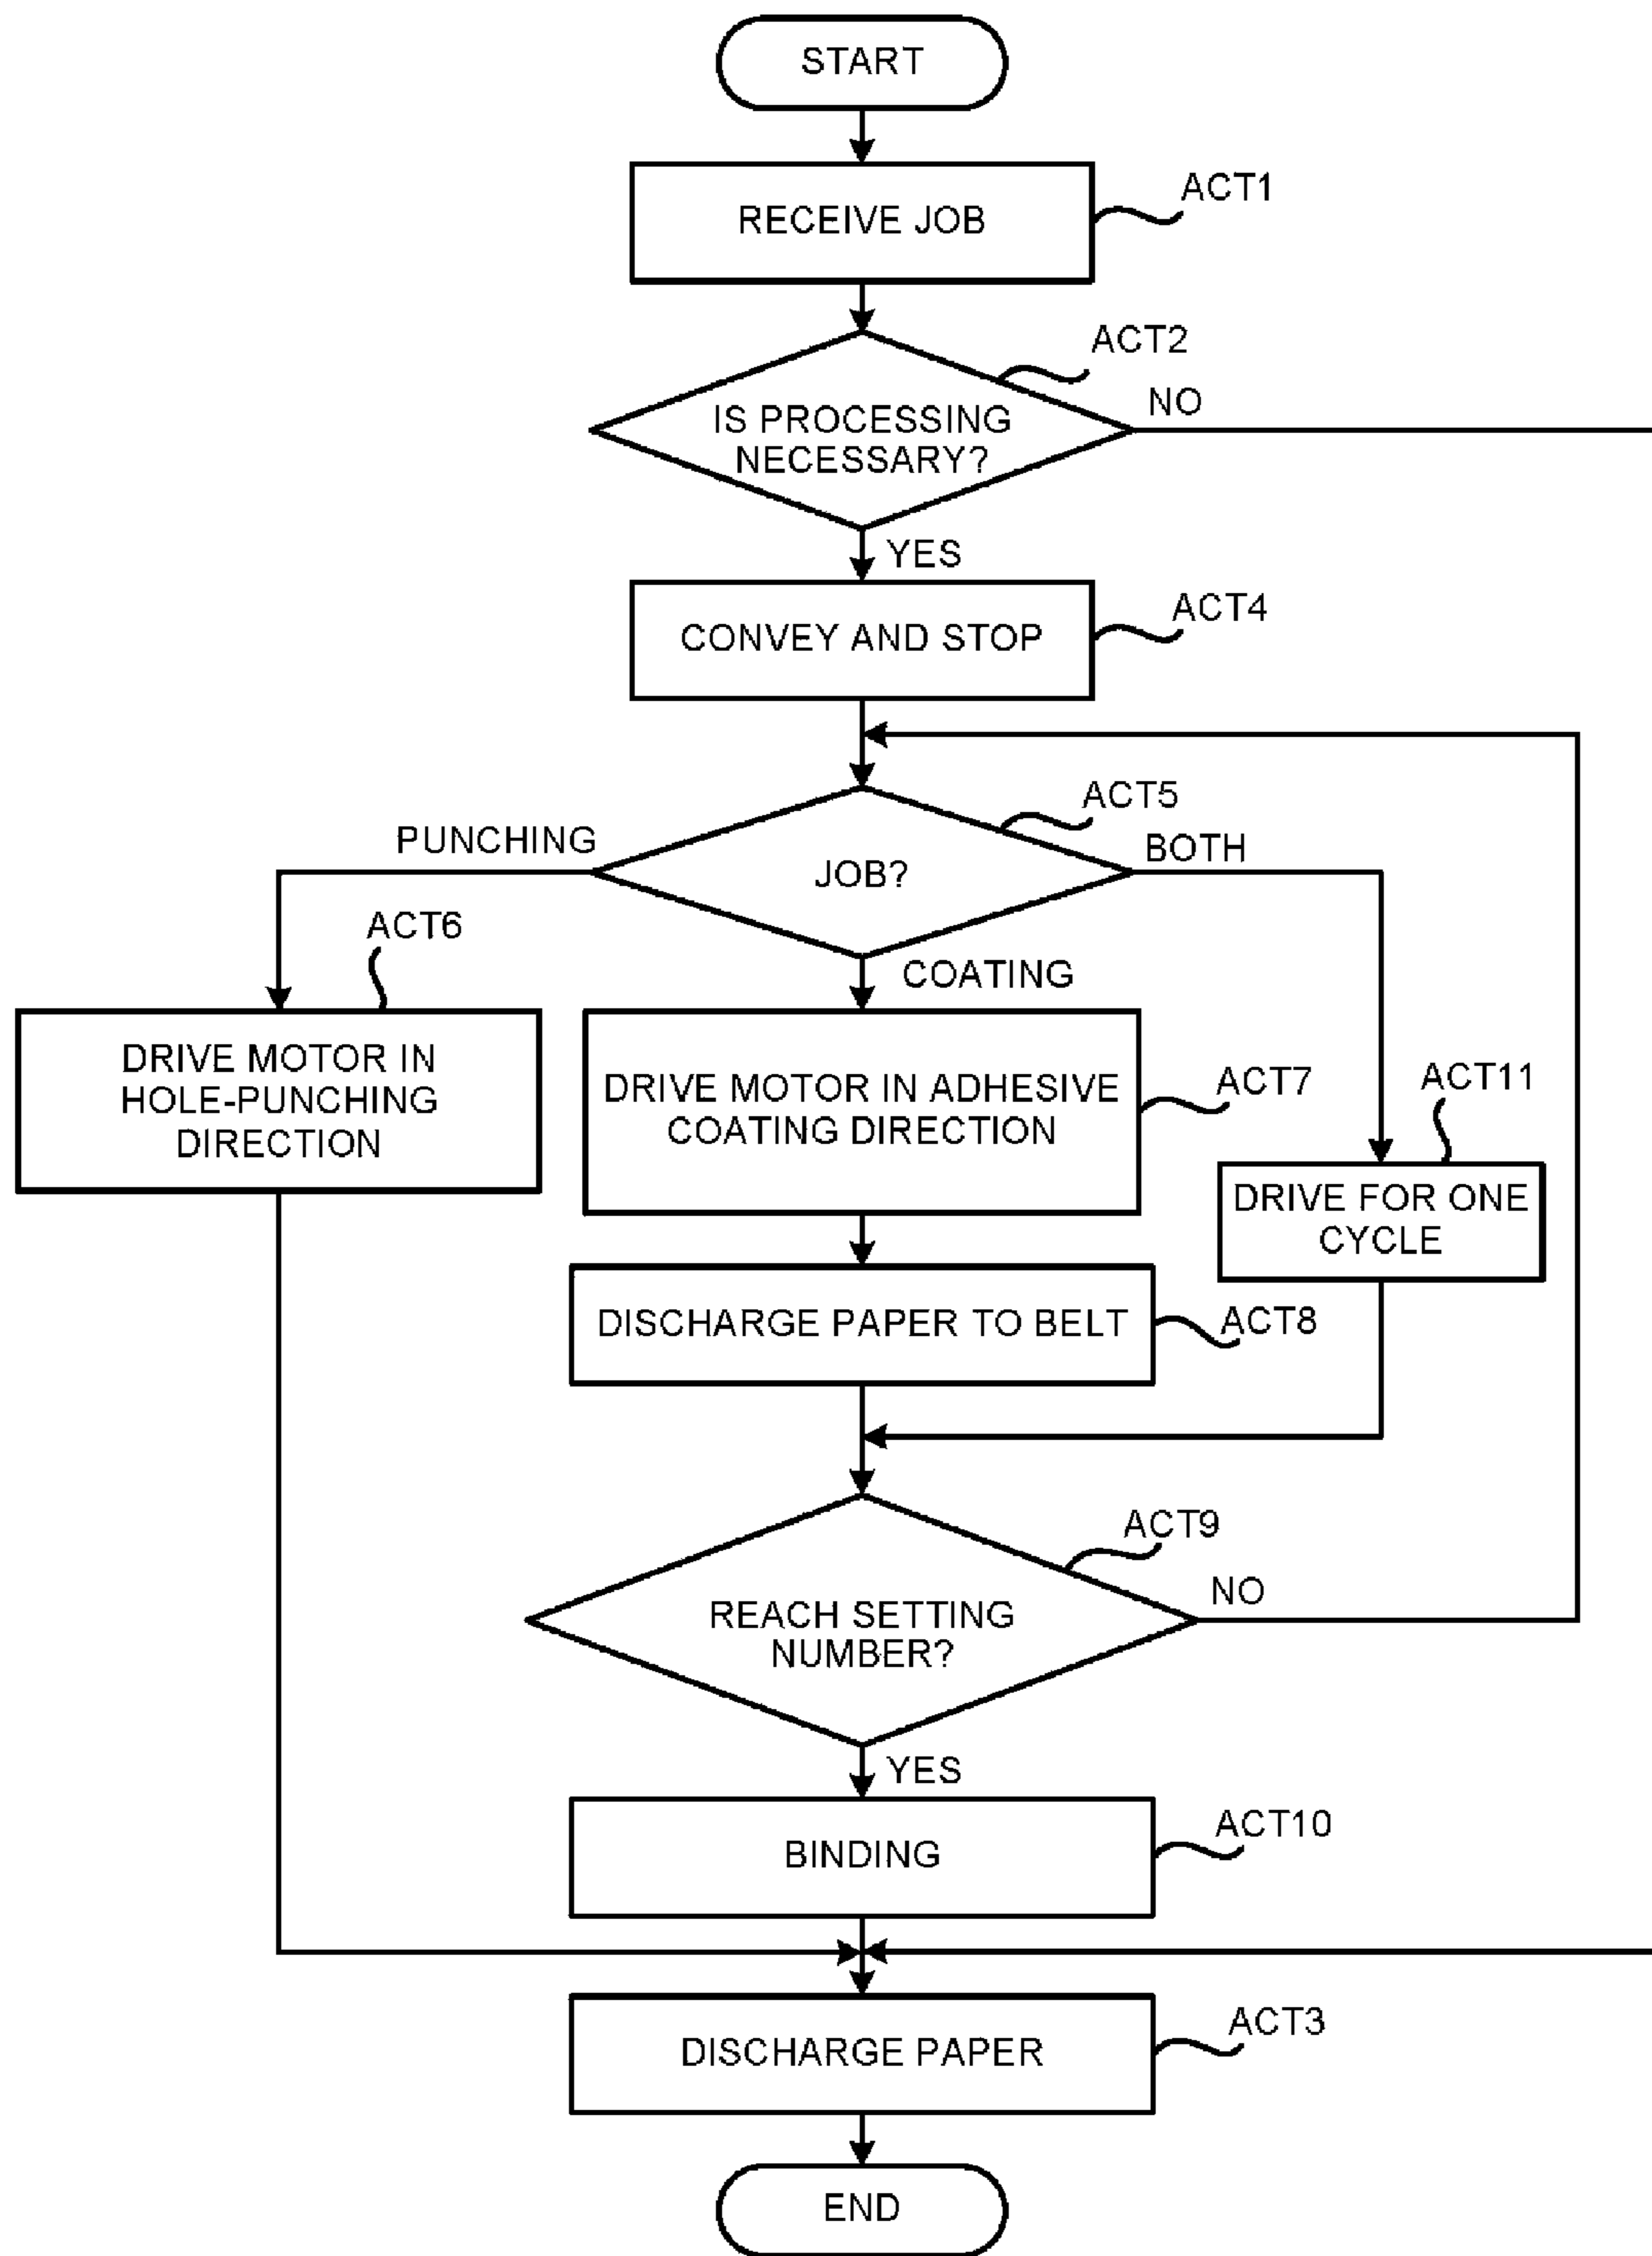 START
ACT1
RECEIVE JOB
ACT2
NO
IS PROCESSING
NECESSARY?
YES
ACT4
CONVEY AND STOP
ACT5
PUNCHING
BOTH
JOB?
ACT6
COATING
DRIVE MOTOR IN
HOLE-PUNCHING
DIRECTION
DRIVE MOTOR IN ADHESIVE
COATING DIRECTION
ACT7
ACT11
DRIVE FOR ONE
CYCLE
DISCHARGE PAPER TO BELT
ACT8
ACT9
NO
REACH SETTING
NUMBER?
YES
ACT10
BINDING
ACT3
DISCHARGE PAPER
END